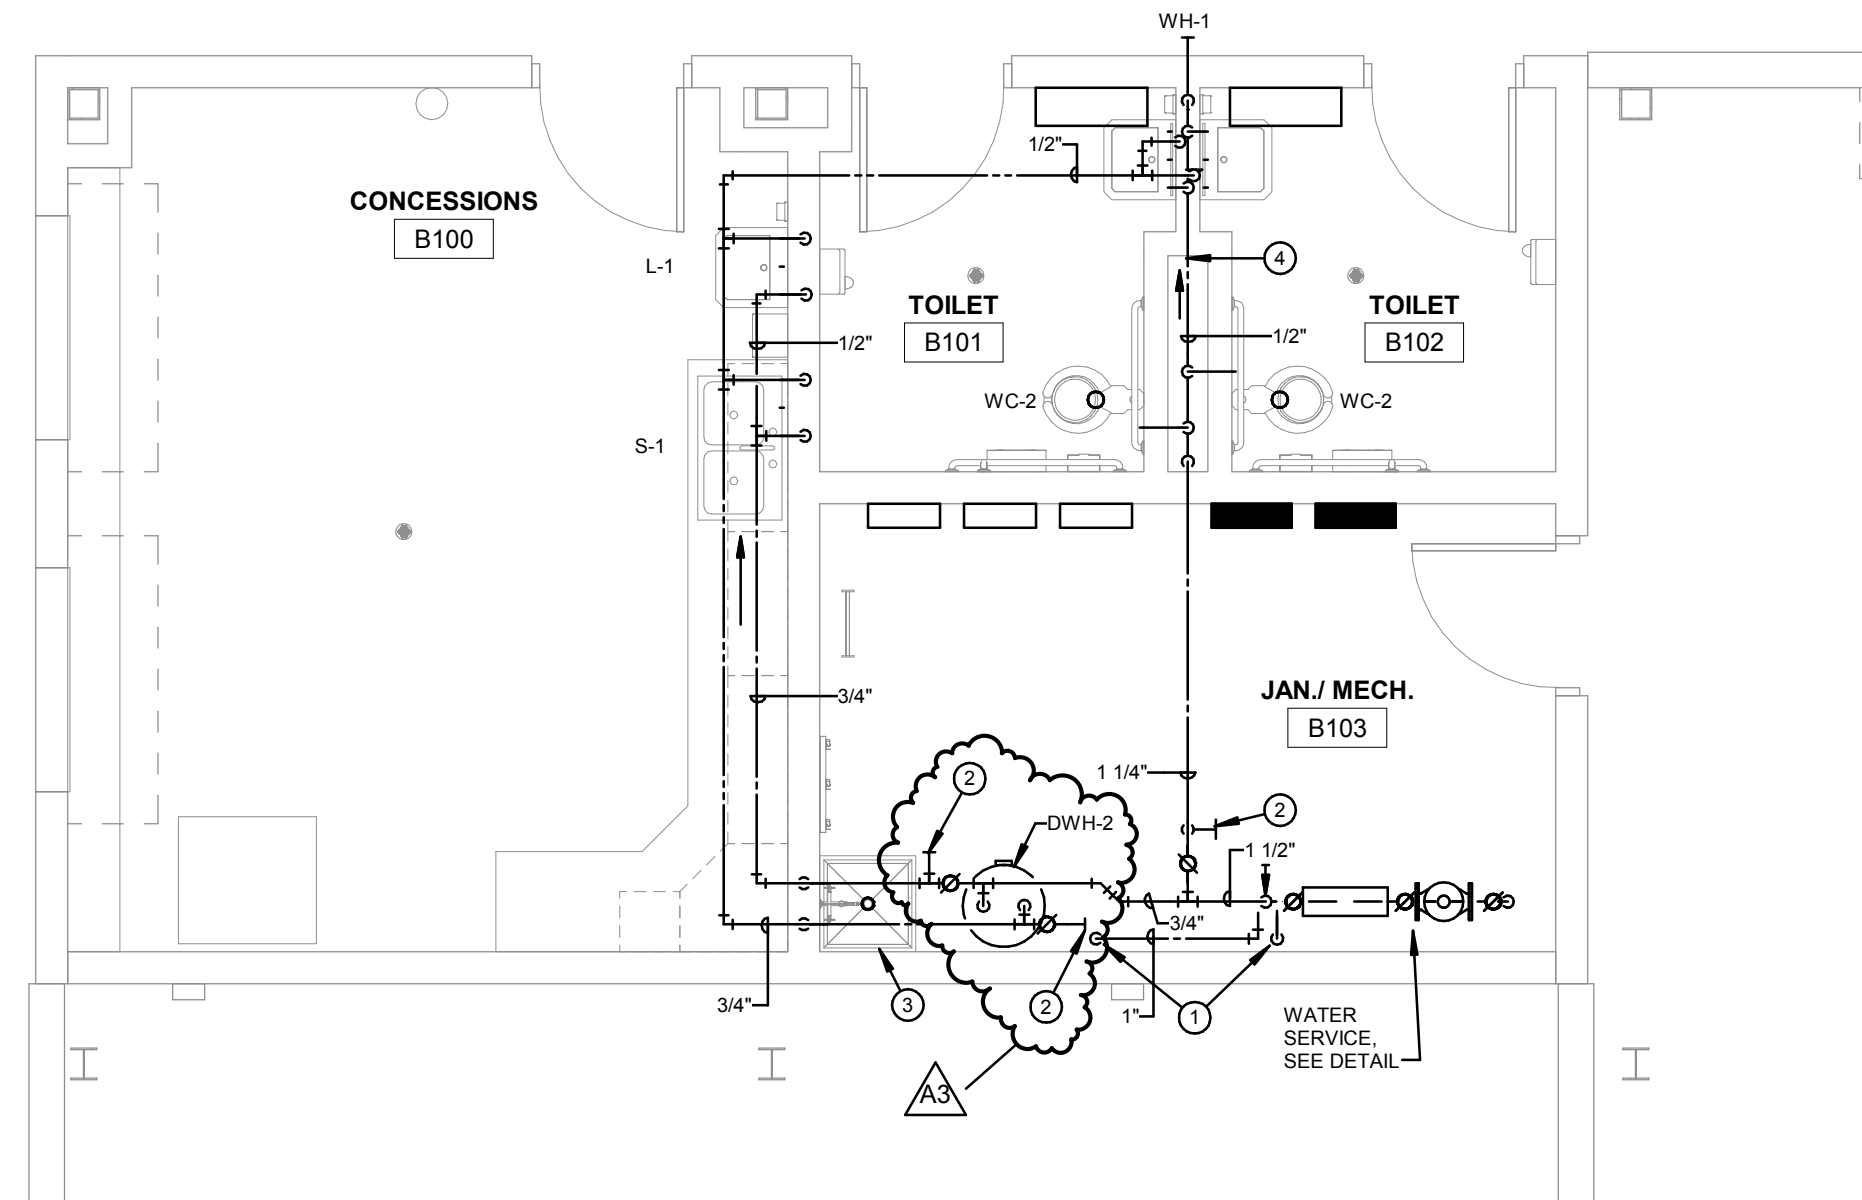 WH-1
1/2"
CONCESSIONS
B100
L-1
4
TOILET
B101
TOILET
B102
1/2"
1/2"
WC-2
WC-2
S-1
3/4"
JAN./ MECH.
B103
1 1/4"
2
2
DWH-2
1 1/2"
3/4"
3/4"
3
2
1"
1
WATER
SERVICE,
SEE DETAIL
A3